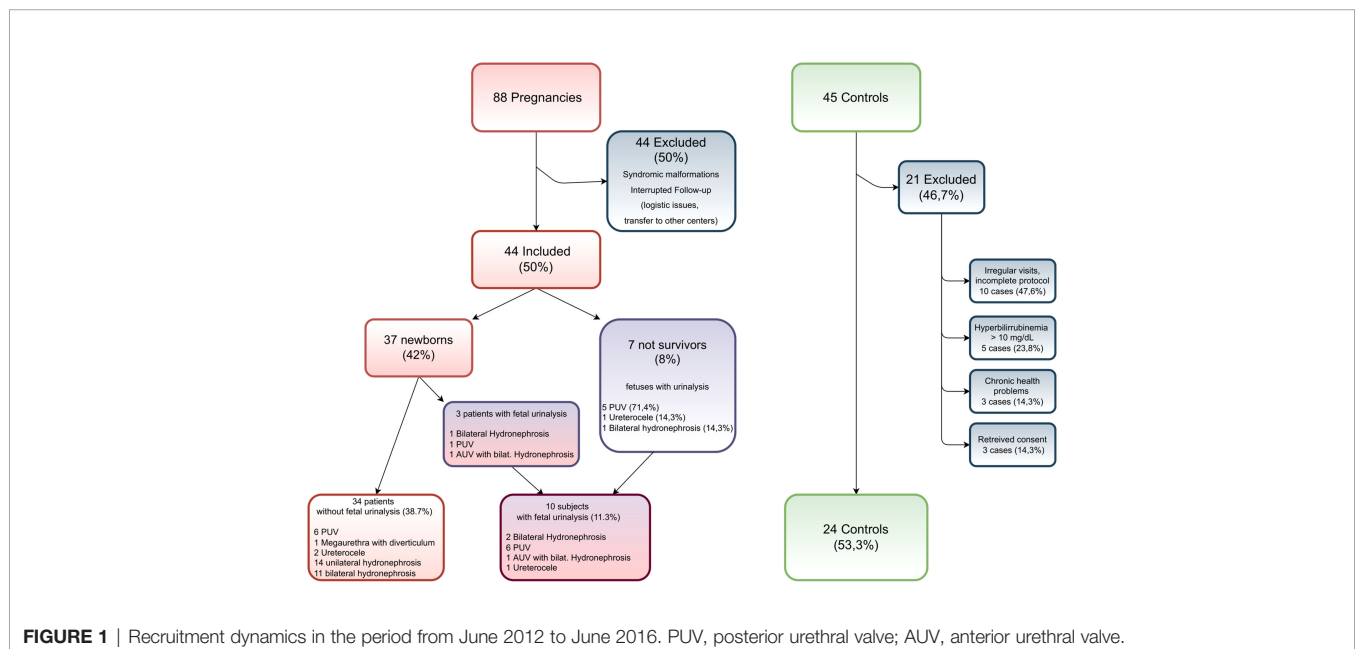 88 Pregnancies
44 Excluded
(50%)
Syndromic malformations
Interrupted Follow-up
(logistic issues,
transfer to other centers)
44 Included
(50%)
37 newborns
(42%)
7 not survivors
(8%)
fetuses with urinalysis
5 PUV (71,4%)
1 Ureterocele (14,3%)
1 Bilateral hydronephrosis (14,3%)
3 patients with fetal urinalysis
1 Bilateral Hydronephrosis
1 PUV
1 AUV with bilat. Hydronephrosis
34 patients
without fetal urinalysis (38.7%)
6 PUV
1 Megaurethra with diverticulum
2 Ureterocele
14 unilateral hydronephrosis
11 bilateral hydronephrosis
10 subjects
with fetal urinalysis (11.3%)
2 Bilateral Hydronephrosis
6 PUV
1 AUV with bilat. Hydronephrosis
1 Ureterocele
45 Controls
21 Excluded
(46,7%)
Irregular visits,
incomplete protocol
10 cases (47,6%)
Hyperbilirrubinemia
> 10 mg/dL
5 cases (23,8%)
Chronic health
problems
3 cases (14,3%)
Retreived consent
3 cases (14,3%)
24 Controls
(53,3%)
FIGURE 1 | Recruitment dynamics in the period from June 2012 to June 2016. PUV, posterior urethral valve; AUV, anterior urethral valve.